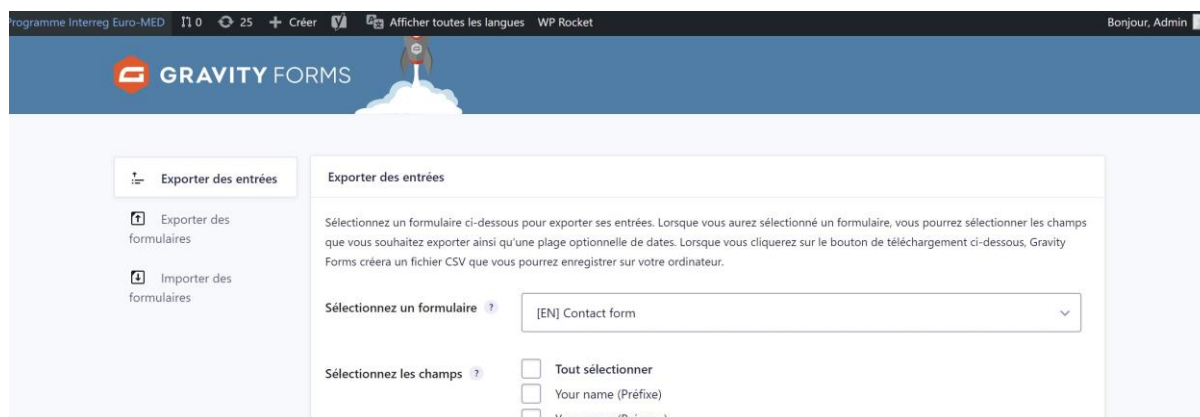 Programme Interreg Euro-MED 0 25 + Créer Afficher toutes les langues WP Rocket Bonjour, Admin
GRAVITY FORMS
Exporter des entrées
Exporter des
formulaires
Importer des
formulaires
Exporter des entrées
Sélectionnez un formulaire ci-dessous pour exporter ses entrées. Lorsque vous aurez sélectionné un formulaire, vous pourrez sélectionner les champs
que vous souhaitez exporter ainsi qu'une plage optionnelle de dates. Lorsque vous cliquerez sur le bouton de téléchargement ci-dessous, Gravity
Forms créera un fichier CSV que vous pourrez enregistrer sur votre ordinateur.
Sélectionnez un formulaire ? [EN] Contact form
Sélectionnez les champs ? Tout sélectionner
Your name (Préfixe)